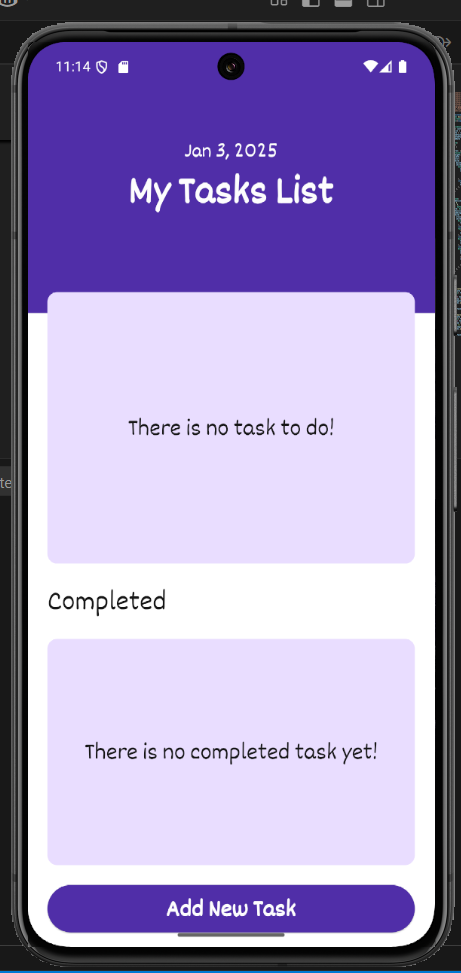 11:14
Jan 3, 2025
My Tasks List
There is no task to do!
Completed
There is no completed task yet!
Add New Task